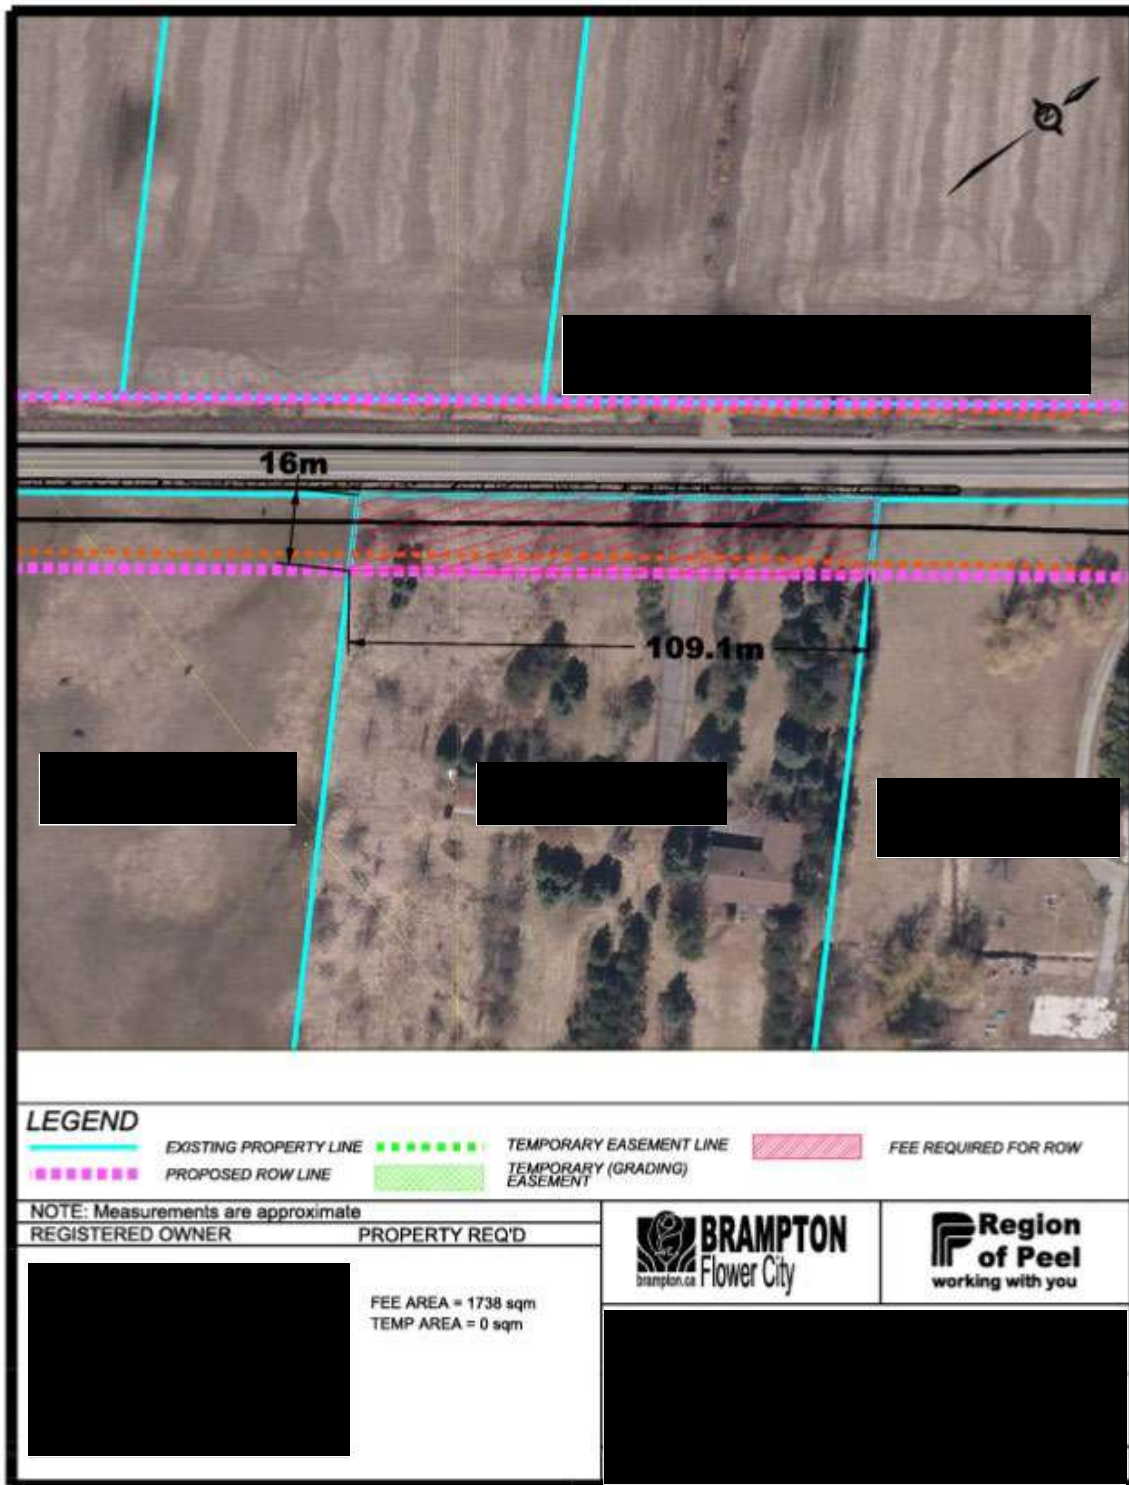 N
16m
109.1m
LEGEND
EXISTING PROPERTY LINE
PROPOSED ROW LINE
TEMPORARY EASEMENT LINE
TEMPORARY (GRADING)
EASEMENT
FEE REQUIRED FOR ROW
NOTE: Measurements are approximate
REGISTERED OWNER
PROPERTY REQ'D
FEE AREA = 1738 sqm
TEMP AREA = 0 sqm
BRAMPTON
brampton.ca Flower City
Region
of Peel
working with you